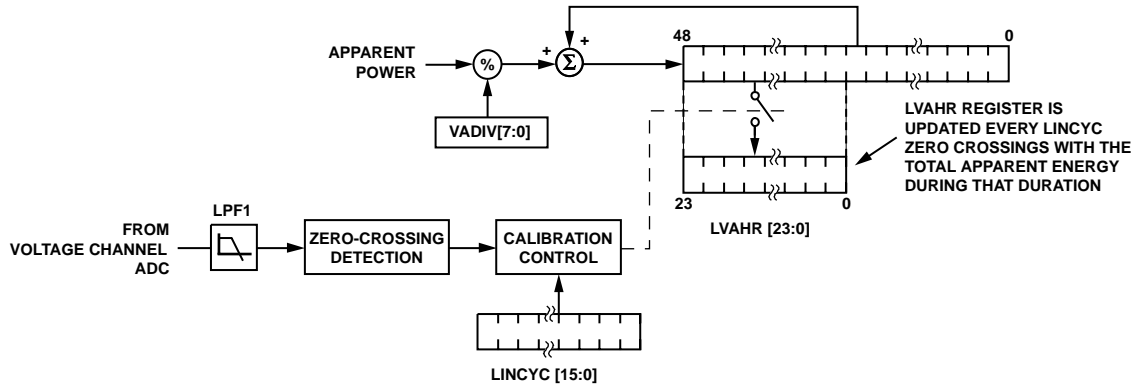 48
0
APPARENT
POWER
%
+
+
Σ
VADIV[7:0]
LVAHR REGISTER IS
UPDATED EVERY LINCYC
ZERO CROSSINGS WITH THE
TOTAL APPARENT ENERGY
DURING THAT DURATION
23
0
LVAHR [23:0]
FROM
VOLTAGE CHANNEL
ADC
LPF1
ZERO-CROSSING
DETECTION
CALIBRATION
CONTROL
LINCYC [15:0]